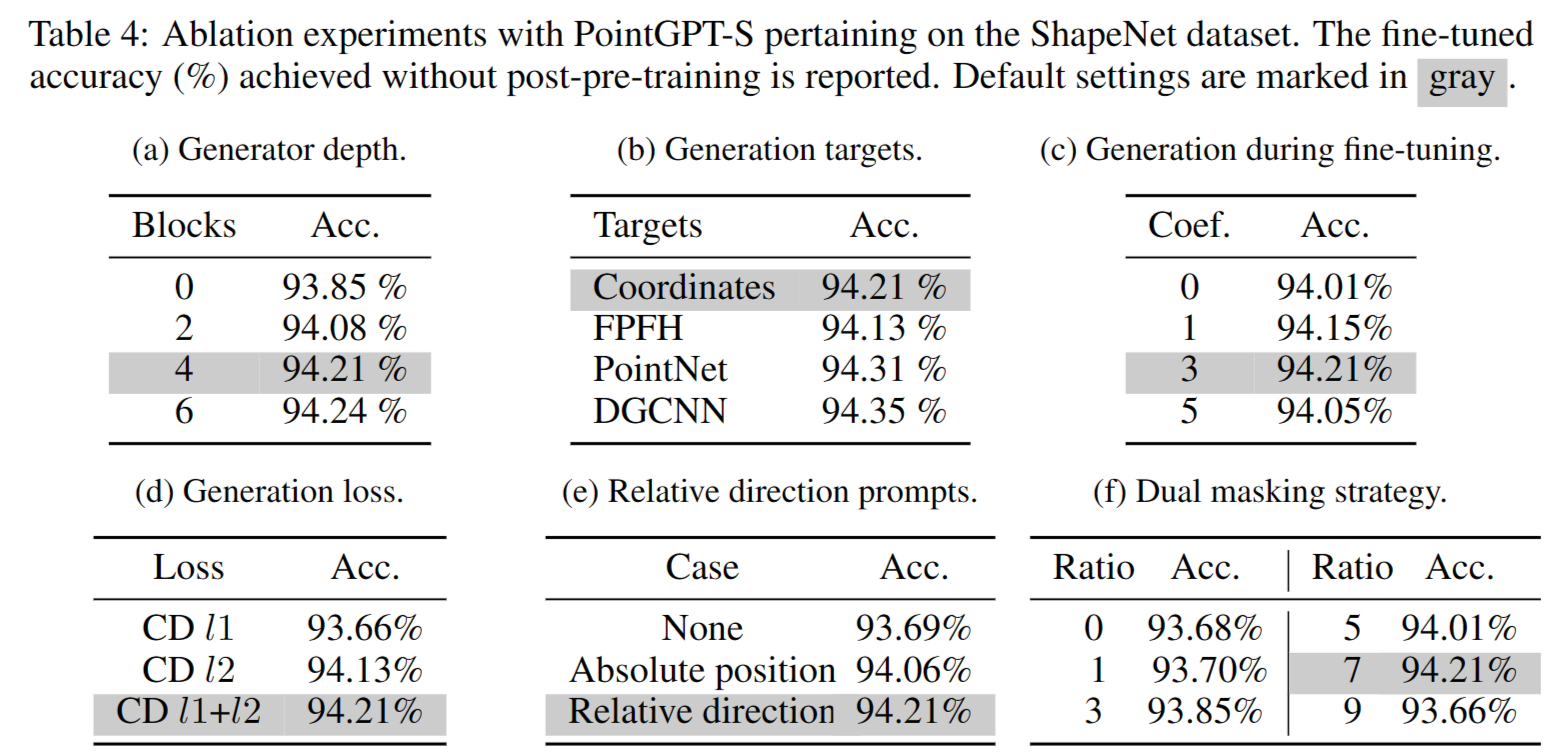 Table 4: Ablation experiments with PointGPT-S pertaining on the ShapeNet dataset. The fine-tuned
accuracy (%) achieved without post-pre-training is reported. Default settings are marked in gray .
(a) Generator depth.
Blocks Acc.
0 93.85 %
2 94.08 %
4 94.21 %
6 94.24 %
(b) Generation targets.
Targets Acc.
Coordinates 94.21 %
FPFH 94.13 %
PointNet 94.31 %
DGCNN 94.35 %
(c) Generation during fine-tuning.
Coef. Acc.
0 94.01%
1 94.15%
3 94.21%
5 94.05%
(d) Generation loss.
Loss Acc.
CD l1 93.66%
CD l2 94.13%
CD l1+l2 94.21%
(e) Relative direction prompts.
Case Acc.
None 93.69%
Absolute position 94.06%
Relative direction 94.21%
(f) Dual masking strategy.
Ratio Acc. Ratio Acc.
0 93.68% 5 94.01%
1 93.70% 7 94.21%
3 93.85% 9 93.66%